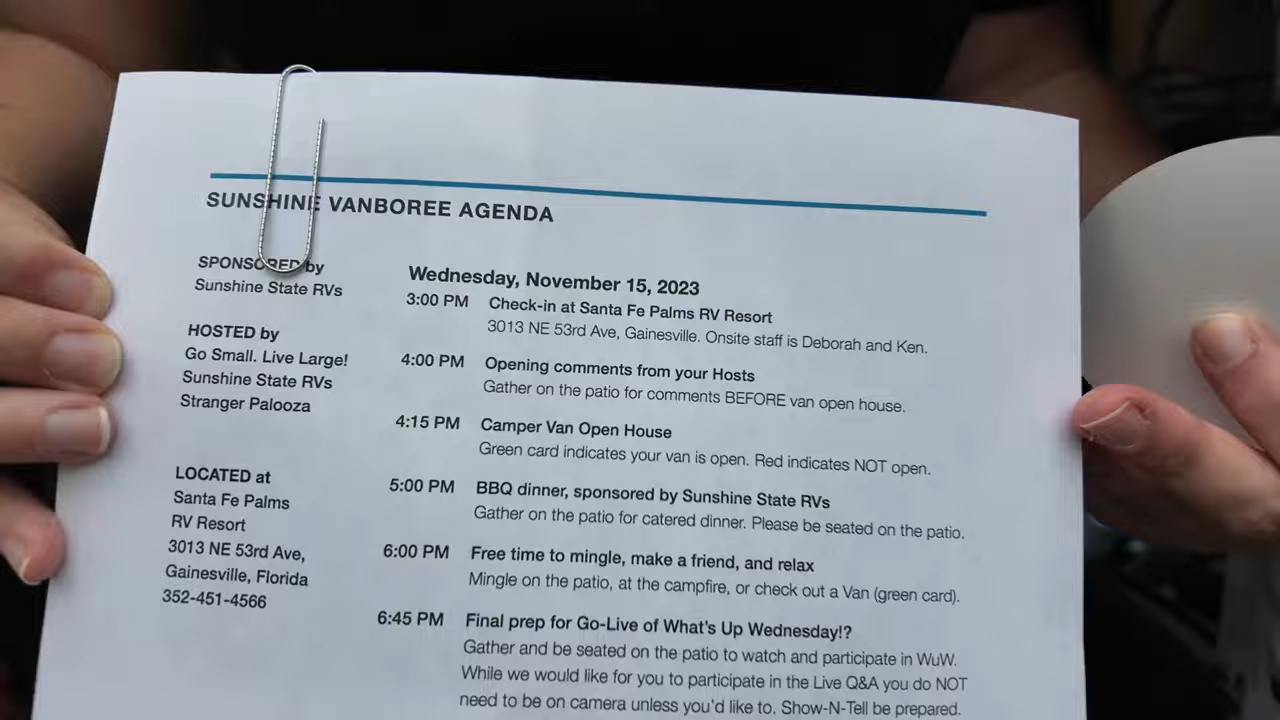 SUNSHINE VANBOREE AGENDA
SPONSORED by
Sunshine State RVs
HOSTED by
Go Small. Live Large!
Sunshine State RVs
Stranger Palooza
LOCATED at
Santa Fe Palms
RV Resort
3013 NE 53rd Ave,
Gainesville, Florida
352-451-4566
Wednesday, November 15, 2023
3:00 PM Check-in at Santa Fe Palms RV Resort
3013 NE 53rd Ave, Gainesville. Onsite staff is Deborah and Ken.
4:00 PM Opening comments from your Hosts
Gather on the patio for comments BEFORE van open house.
4:15 PM Camper Van Open House
Green card indicates your van is open. Red indicates NOT open.
5:00 PM BBQ dinner, sponsored by Sunshine State RVs
Gather on the patio for catered dinner. Please be seated on the patio.
6:00 PM Free time to mingle, make a friend, and relax
Mingle on the patio, at the campfire, or check out a Van (green card).
6:45 PM Final prep for Go-Live of What's Up Wednesday!?
Gather and be seated on the patio to watch and participate in WuW.
While we would like for you to participate in the Live Q&A you do NOT
need to be on camera unless you'd like to. Show-N-Tell be prepared.